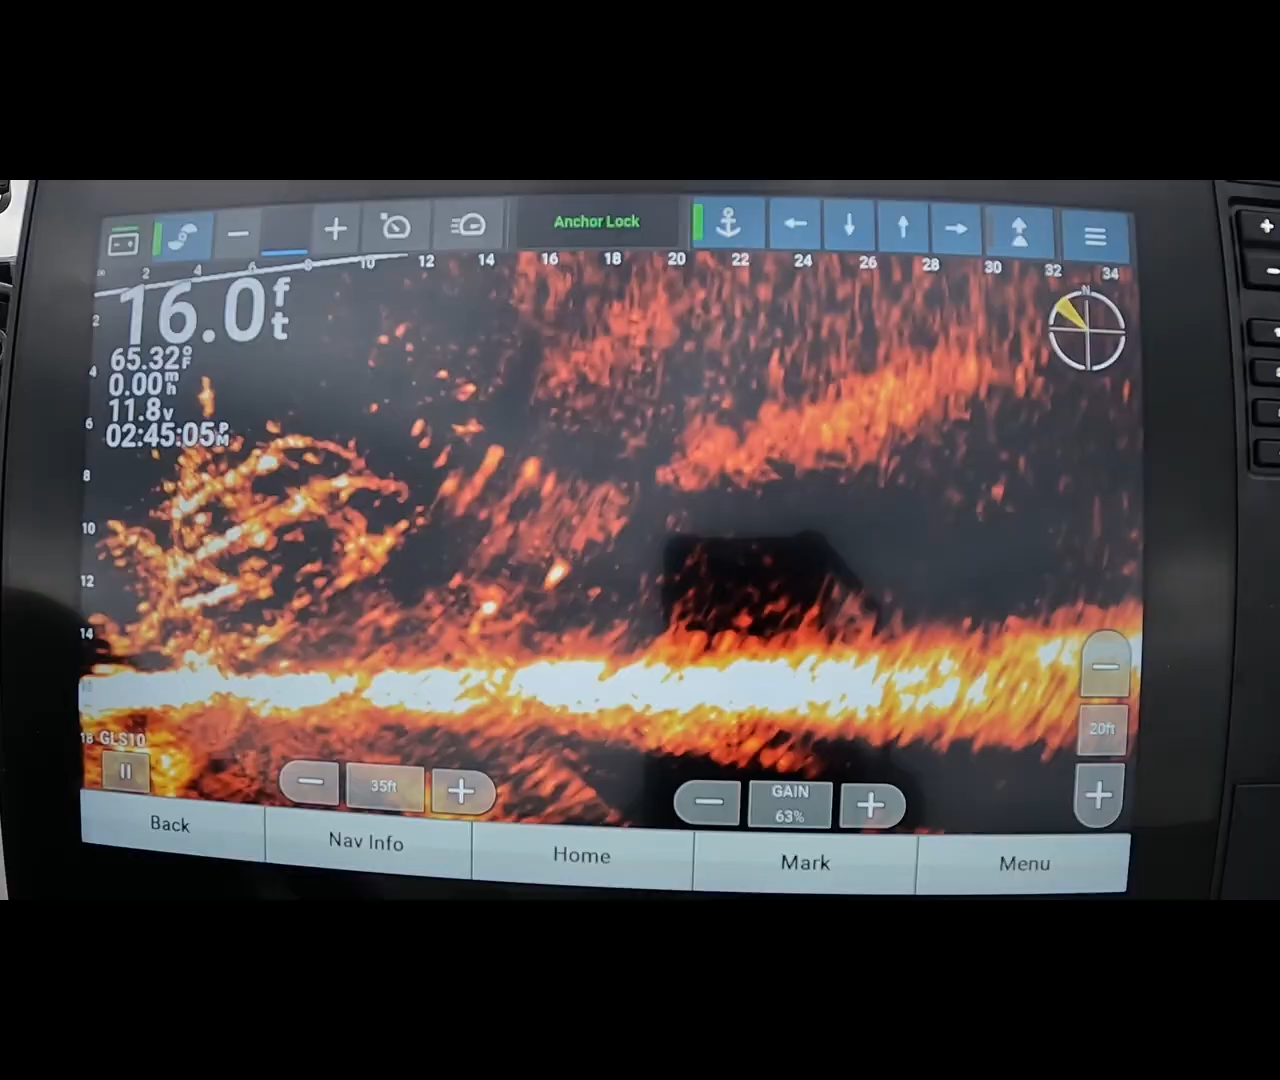 Anchor Lock
2 4 6 8 10 12 14 16 18 20 22 24 26 28 30 32 34
N
16.0ft
2
65.32°F
4
0.00mh
11.8v
6
02:45:05PM
8
10
12
14
18 GLS10
20ft
35ft
GAIN
63%
Back Nav Info Home Mark Menu